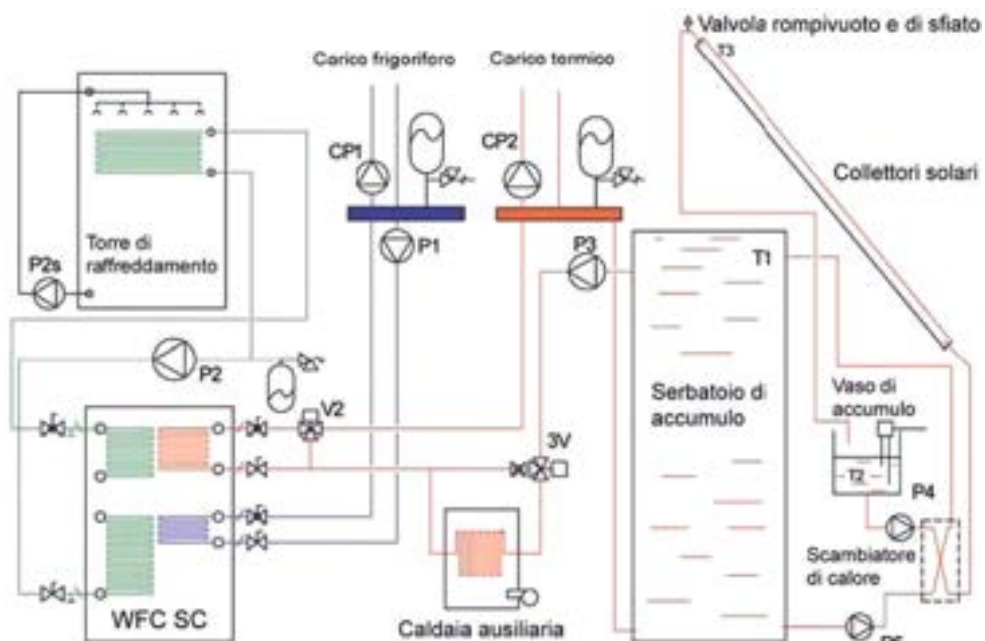 Valvola rompivuoto e di sfiato
T3
Carico frigorifero
Carico termico
CP1
CP2
Collettori solari
Torre di
raffreddamento
P2s
P1
P3
T1
P2
V2
Serbatoio di
accumulo
Vaso di
accumulo
3V
T2
P4
Scambiatore
di calore
WFC SC
Caldaia ausiliaria